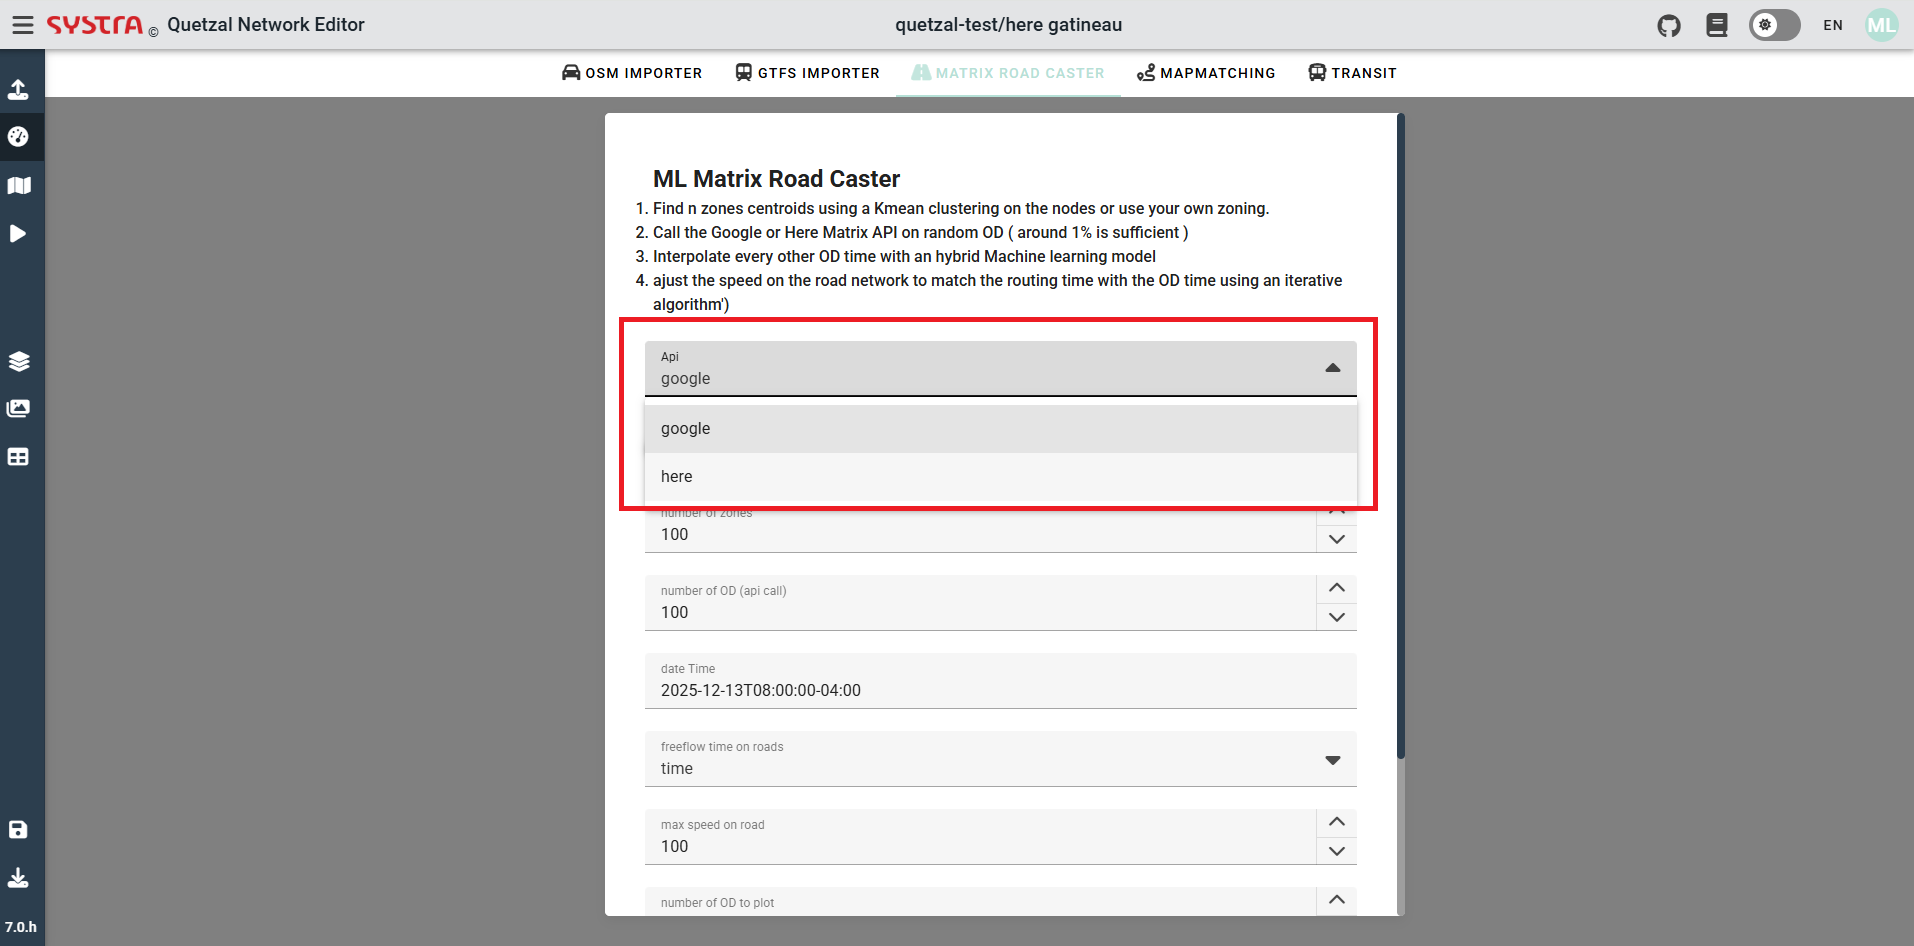 SYSTRA © Quetzal Network Editor
quetzal-test/here gatineau
EN
ML
OSM IMPORTER
GTFS IMPORTER
MATRIX ROAD CASTER
MAPMATCHING
TRANSIT
ML Matrix Road Caster
1. Find n zones centroids using a Kmean clustering on the nodes or use your own zoning.
2. Call the Google or Here Matrix API on random OD ( around 1% is sufficient )
3. Interpolate every other OD time with an hybrid Machine learning model
4. ajust the speed on the road network to match the routing time with the OD time using an iterative
algorithm')
Api
google
google
here
number of zones
100
number of OD (api call)
100
date Time
2025-12-13T08:00:00-04:00
freeflow time on roads
time
max speed on road
100
number of OD to plot
7.0.h